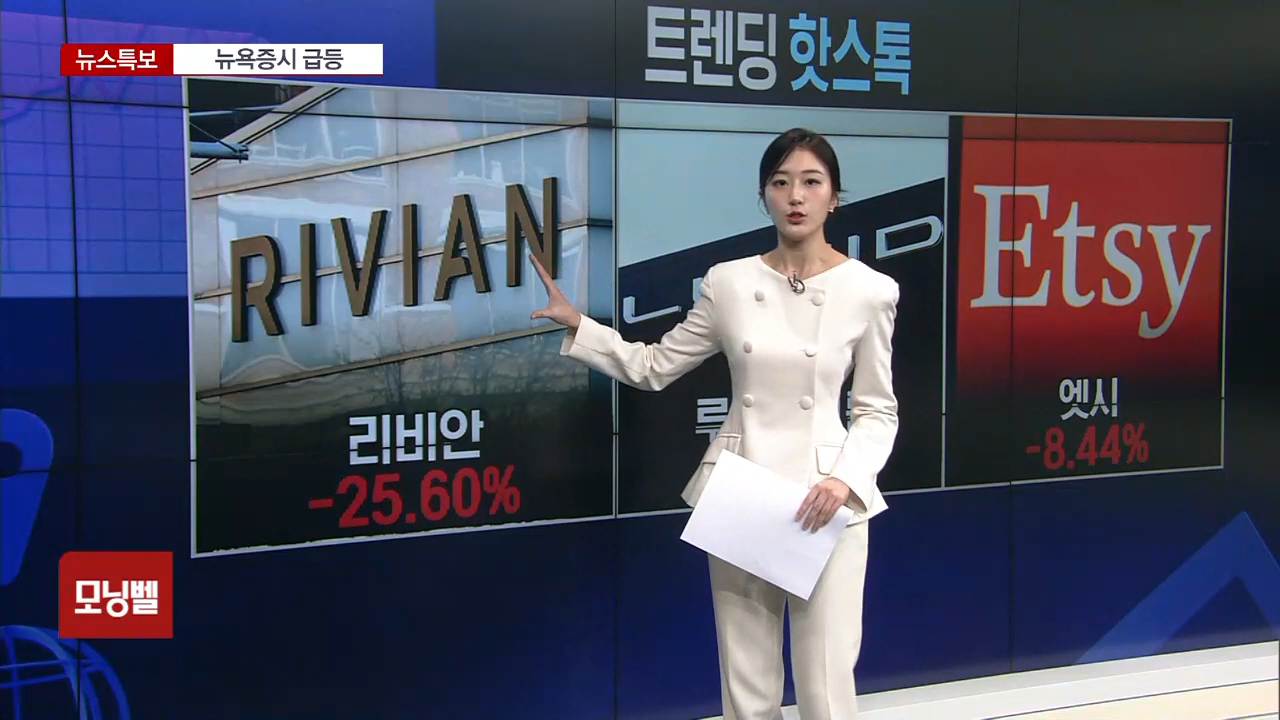 뉴스특보 뉴욕증시 급등
트렌딩 핫스톡
RIVIAN
Etsy
리비안
-25.60%
엣시
-8.44%
모닝벨